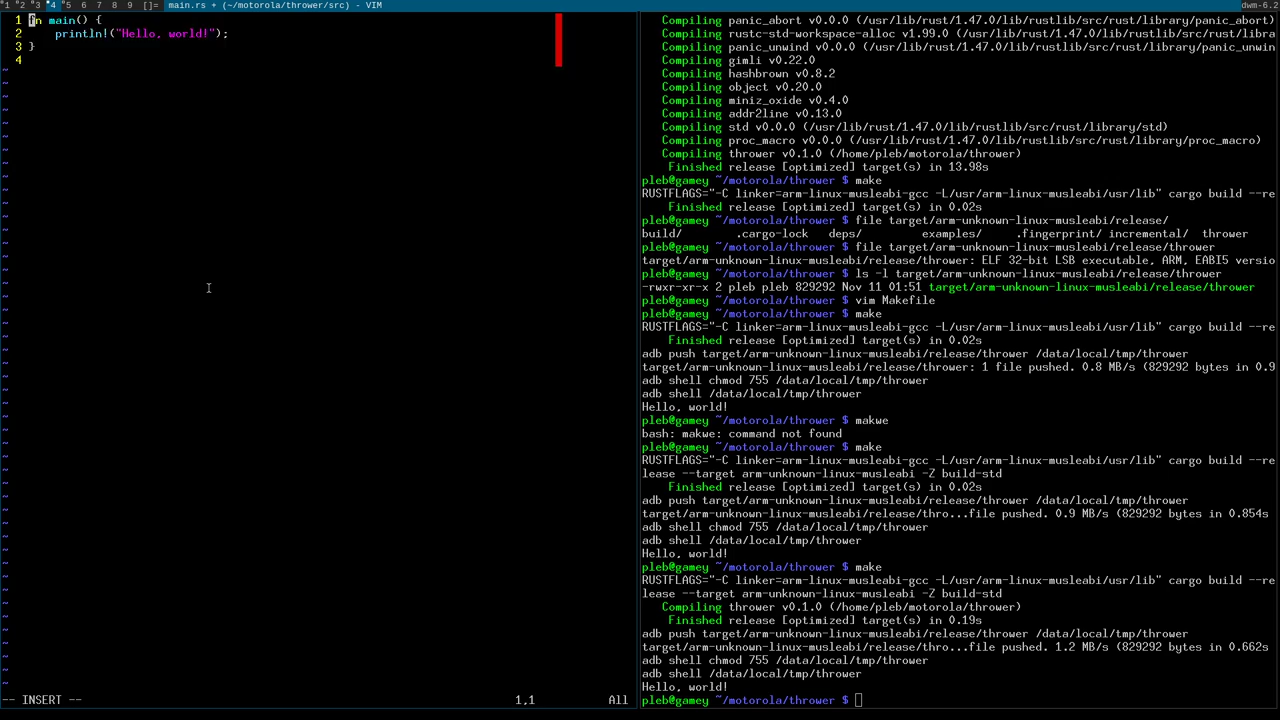 1 2 3 4 5 6 7 8 9 []= main.rs + (~/motorola/thrower/src) - VIM dwm-6.2
1 fn main() {
2     println!("Hello, world!");
3 }
4
~
-- INSERT -- 1,1 All
Compiling panic_abort v0.0.0 (/usr/lib/rust/1.47.0/lib/rustlib/src/rust/library/panic_abort)
Compiling rustc-std-workspace-alloc v1.99.0 (/usr/lib/rust/1.47.0/lib/rustlib/src/rust/libra
Compiling panic_unwind v0.0.0 (/usr/lib/rust/1.47.0/lib/rustlib/src/rust/library/panic_unwin
Compiling gimli v0.22.0
Compiling hashbrown v0.8.2
Compiling object v0.20.0
Compiling miniz_oxide v0.4.0
Compiling addr2line v0.13.0
Compiling std v0.0.0 (/usr/lib/rust/1.47.0/lib/rustlib/src/rust/library/std)
Compiling proc_macro v0.0.0 (/usr/lib/rust/1.47.0/lib/rustlib/src/rust/library/proc_macro)
Compiling thrower v0.1.0 (/home/pleb/motorola/thrower)
Finished release [optimized] target(s) in 13.98s
pleb@gamey ~/motorola/thrower $ make
RUSTFLAGS="-C linker=arm-linux-musleabi-gcc -L/usr/arm-linux-musleabi/usr/lib" cargo build --re
Finished release [optimized] target(s) in 0.02s
pleb@gamey ~/motorola/thrower $ file target/arm-unknown-linux-musleabi/release/
build/ .cargo-lock deps/ examples/ .fingerprint/ incremental/ thrower
pleb@gamey ~/motorola/thrower $ file target/arm-unknown-linux-musleabi/release/thrower
target/arm-unknown-linux-musleabi/release/thrower: ELF 32-bit LSB executable, ARM, EABI5 versio
pleb@gamey ~/motorola/thrower $ ls -l target/arm-unknown-linux-musleabi/release/thrower
-rwxr-xr-x 2 pleb pleb 829292 Nov 11 01:51 target/arm-unknown-linux-musleabi/release/thrower
pleb@gamey ~/motorola/thrower $ vim Makefile
pleb@gamey ~/motorola/thrower $ make
RUSTFLAGS="-C linker=arm-linux-musleabi-gcc -L/usr/arm-linux-musleabi/usr/lib" cargo build --re
Finished release [optimized] target(s) in 0.02s
adb push target/arm-unknown-linux-musleabi/release/thrower /data/local/tmp/thrower
target/arm-unknown-linux-musleabi/release/thrower: 1 file pushed. 0.8 MB/s (829292 bytes in 0.9
adb shell chmod 755 /data/local/tmp/thrower
adb shell /data/local/tmp/thrower
Hello, world!
pleb@gamey ~/motorola/thrower $ makwe
bash: makwe: command not found
pleb@gamey ~/motorola/thrower $ make
RUSTFLAGS="-C linker=arm-linux-musleabi-gcc -L/usr/arm-linux-musleabi/usr/lib" cargo build --re
lease --target arm-unknown-linux-musleabi -Z build-std
Finished release [optimized] target(s) in 0.02s
adb push target/arm-unknown-linux-musleabi/release/thrower /data/local/tmp/thrower
target/arm-unknown-linux-musleabi/release/thro...file pushed. 0.9 MB/s (829292 bytes in 0.854s
adb shell chmod 755 /data/local/tmp/thrower
adb shell /data/local/tmp/thrower
Hello, world!
pleb@gamey ~/motorola/thrower $ make
RUSTFLAGS="-C linker=arm-linux-musleabi-gcc -L/usr/arm-linux-musleabi/usr/lib" cargo build --re
lease --target arm-unknown-linux-musleabi -Z build-std
Compiling thrower v0.1.0 (/home/pleb/motorola/thrower)
Finished release [optimized] target(s) in 0.19s
adb push target/arm-unknown-linux-musleabi/release/thrower /data/local/tmp/thrower
target/arm-unknown-linux-musleabi/release/thro...file pushed. 1.2 MB/s (829292 bytes in 0.662s
adb shell chmod 755 /data/local/tmp/thrower
adb shell /data/local/tmp/thrower
Hello, world!
pleb@gamey ~/motorola/thrower $